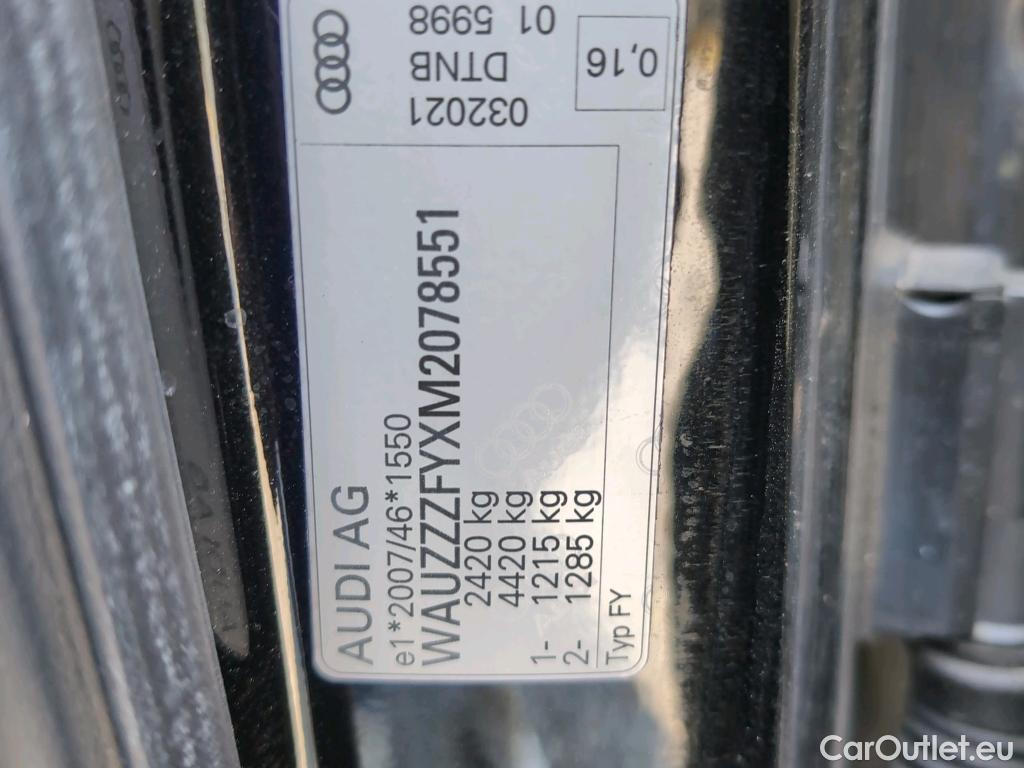 AUDI AG
e1*2007/46*1550
WAUZZZFYXM2078551
2420 kg
4420 kg
1- 1215 kg
2- 1285 kg
Typ FY
032021
DTNB
01 5998
0,16
CarOutlet.eu